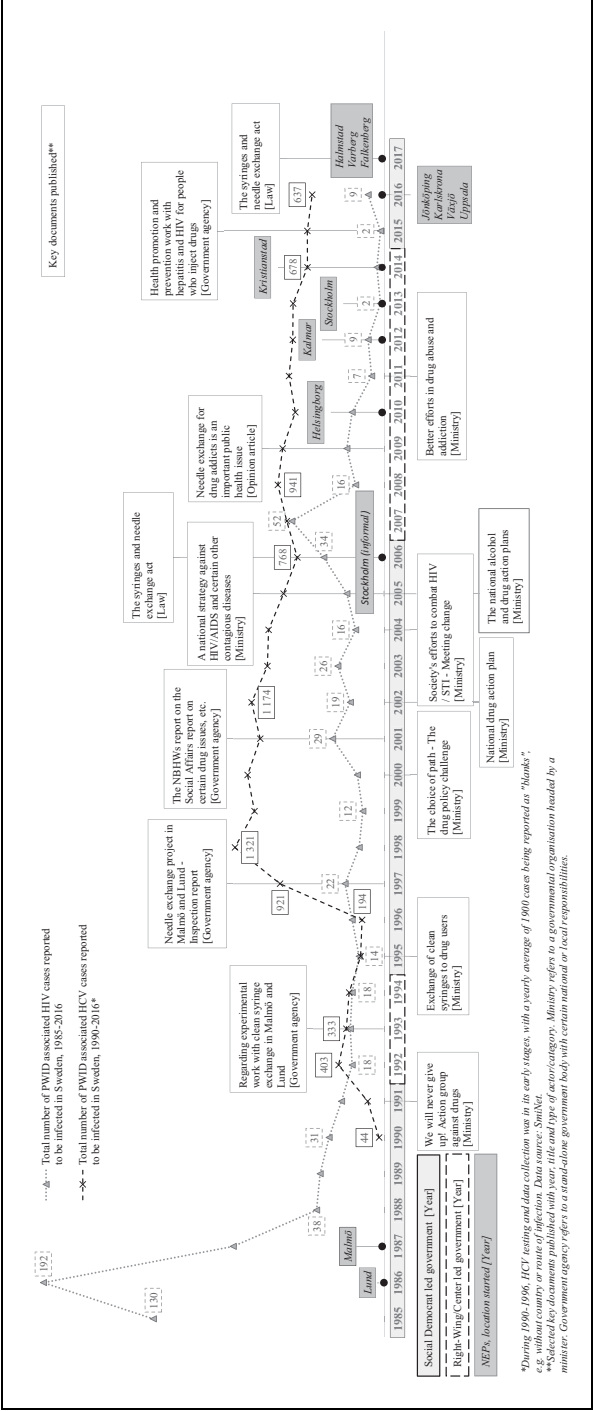 Total number of PWID associated HIV cases reported
to be infected in Sweden, 1985-2016
Total number of PWID associated HCV cases reported
to be infected in Sweden, 1990-2016*
Key documents published**
Regarding experimental
work with clean syringe
exchange in Malmö and
Lund
[Government agency]
Needle exchange project in
Malmö and Lund -
Inspection report
[Government agency]
The NBHWs report on the
Social Affairs report on
certain drug issues, etc.
[Government agency]
The syringes and needle
exchange act
[Law]
A national strategy against
HIV/AIDS and certain other
contagious diseases
[Ministry]
Needle exchange for
drug addicts is an
important public
health issue
[Opinion article]
Health promotion and
prevention work with
hepatitis and HIV for people
who inject drugs
[Government agency]
The syringes and
needle exchange act
[Law]
130
192
38
31
18
18
14
22
12
29
19
26
16
34
52
16
7
9
2
2
9
44
403
333
194
921
1 321
1 174
768
941
678
637
Lund
Malmö
Stockholm (informal)
Helsingborg
Kalmar
Stockholm
Kristianstad
Halmstad
Varberg
Falkenberg
Jönköping
Karlskrona
Växjö
Uppsala
1985 1986 1987 1988 1989 1990 1991 1992 1993 1994 1995 1996 1997 1998 1999 2000 2001 2002 2003 2004 2005 2006 2007 2008 2009 2010 2011 2012 2013 2014 2015 2016 2017
We will never give
up! Action group
against drugs
[Ministry]
Exchange of clean
syringes to drug users
[Ministry]
The choice of path - The
drug policy challenge
[Ministry]
National drug action plan
[Ministry]
Society's efforts to combat HIV
/ STI - Meeting change
[Ministry]
The national alcohol
and drug action plans
[Ministry]
Better efforts in drug abuse and
addiction
[Ministry]
Social Democrat led government [Year]
Right-Wing/Center led government [Year]
NEPs, location started [Year]
*During 1990-1996, HCV testing and data collection was in its early stages, with a yearly average of 1900 cases being reported as "blanks",
e.g. without country or route of infection. Data source: SmiNet.
**Selected key documents published with year, title and type of actor/category. Ministry refers to a governmental organisation headed by a
minister. Government agency refers to a stand-alone government body with certain national or local responsibilities.